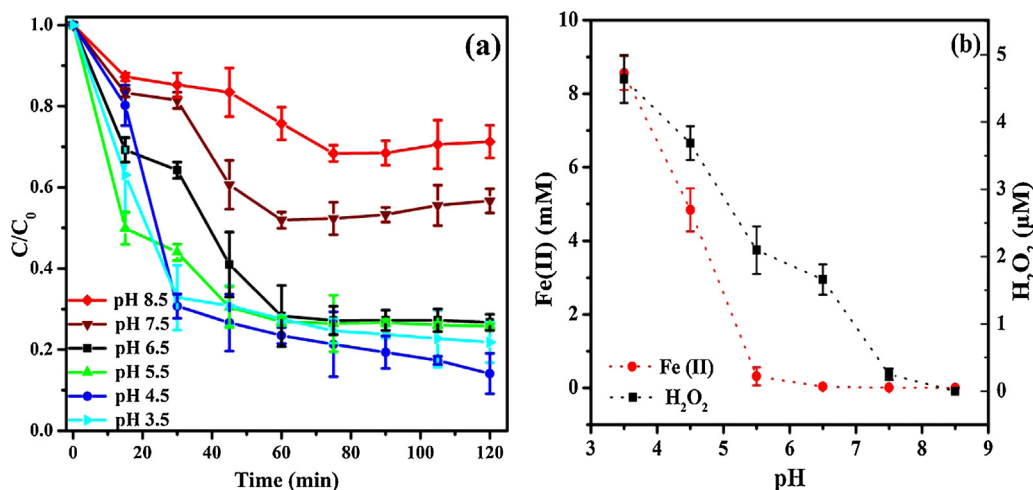 (a)
C/C₀
1.0
0.8
0.6
0.4
0.2
0.0
pH 8.5
pH 7.5
pH 6.5
pH 5.5
pH 4.5
pH 3.5
0 20 40 60 80 100 120
Time (min)
(b)
Fe(II) (mM)
10
8
6
4
2
0
Fe (II)
H₂O₂
3 4 5 6 7 8 9
pH
5
4
3
2
1
0
H₂O₂ (µM)